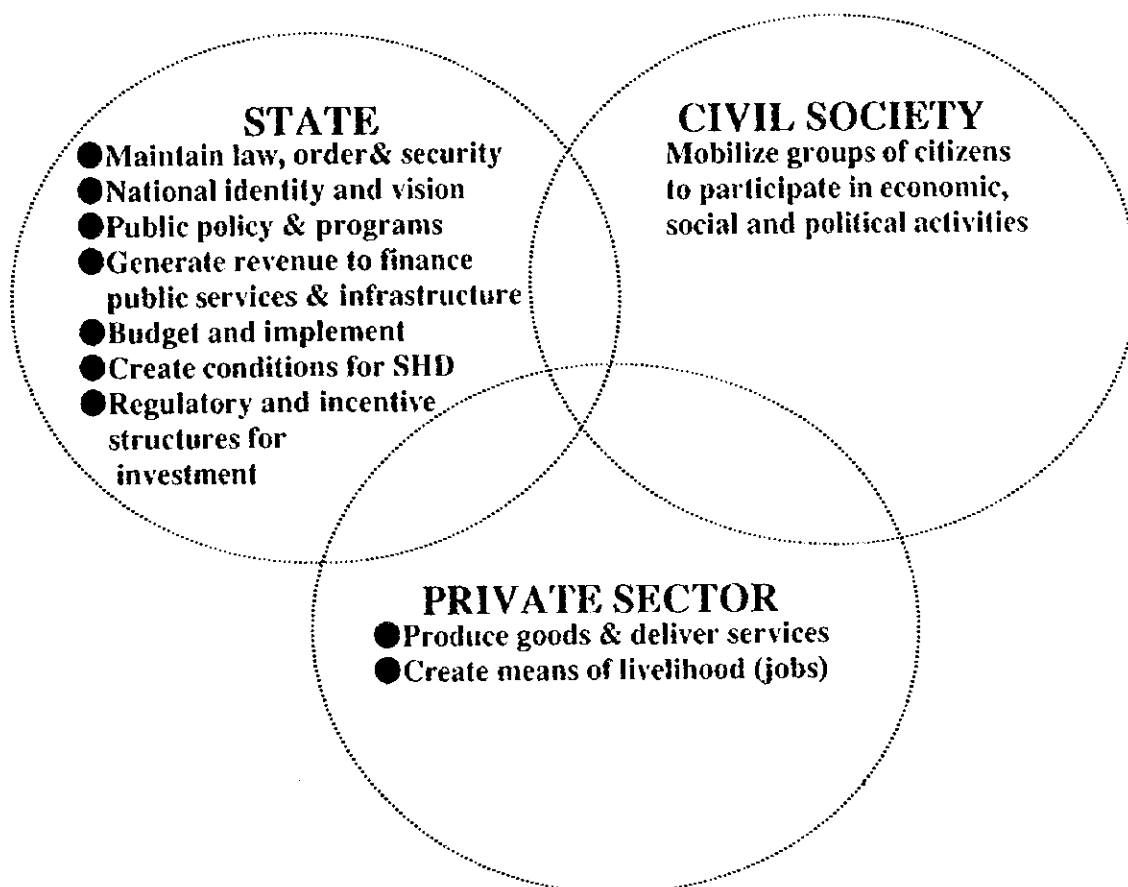 STATE
●Maintain law, order& security
●National identity and vision
●Public policy & programs
●Generate revenue to finance
public services & infrastructure
●Budget and implement
●Create conditions for SHD
●Regulatory and incentive
structures for
investment
CIVIL SOCIETY
Mobilize groups of citizens
to participate in economic,
social and political activities
PRIVATE SECTOR
●Produce goods & deliver services
●Create means of livelihood (jobs)